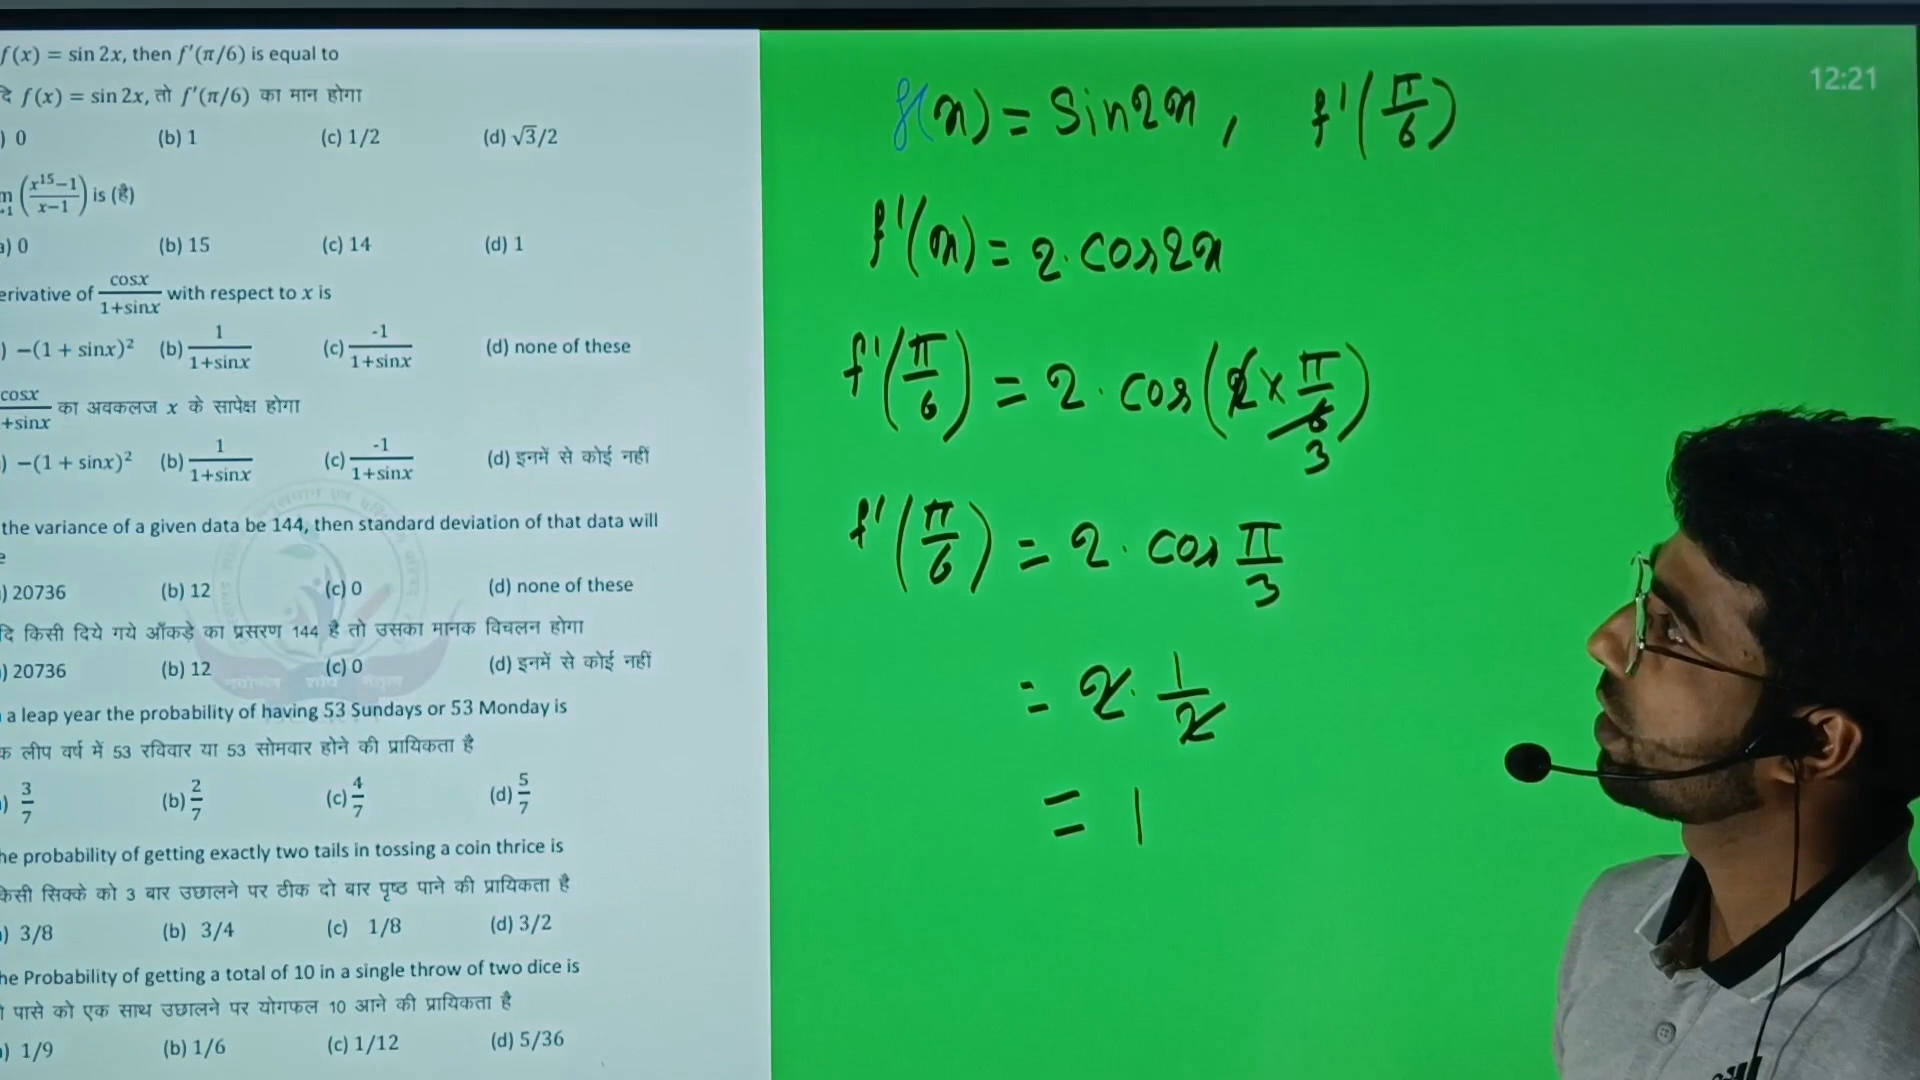 f(x) = sin 2x, then f′(π/6) is equal to
दि f(x) = sin 2x, तो f′(π/6) का मान होगा
) 0 (b) 1 (c) 1/2 (d) √3/2
m →1 (x¹⁵−1 / x−1) is (है)
a) 0 (b) 15 (c) 14 (d) 1
erivative of cosx/1+sinx with respect to x is
) −(1 + sinx)² (b) 1/1+sinx (c) -1/1+sinx (d) none of these
cosx/+sinx का अवकलज x के सापेक्ष होगा
) −(1 + sinx)² (b) 1/1+sinx (c) -1/1+sinx (d) इनमें से कोई नहीं
the variance of a given data be 144, then standard deviation of that data will
e
) 20736 (b) 12 (c) 0 (d) none of these
दि किसी दिये गये आँकड़े का प्रसरण 144 है तो उसका मानक विचलन होगा
) 20736 (b) 12 (c) 0 (d) इनमें से कोई नहीं
a leap year the probability of having 53 Sundays or 53 Monday is
क लीप वर्ष में 53 रविवार या 53 सोमवार होने की प्रायिकता है
) 3/7 (b) 2/7 (c) 4/7 (d) 5/7
he probability of getting exactly two tails in tossing a coin thrice is
किसी सिक्के को 3 बार उछालने पर ठीक दो बार पृष्ठ पाने की प्रायिकता है
) 3/8 (b) 3/4 (c) 1/8 (d) 3/2
he Probability of getting a total of 10 in a single throw of two dice is
पासे को एक साथ उछालने पर योगफल 10 आने की प्रायिकता है
) 1/9 (b) 1/6 (c) 1/12 (d) 5/36
12:21
f(x) = Sin2x, f'(π/6)
f'(x) = 2. cos2x
f'(π/6) = 2. cos(2×π/6) 3
f'(π/6) = 2. cos π/3
= 2. 1/2
= 1